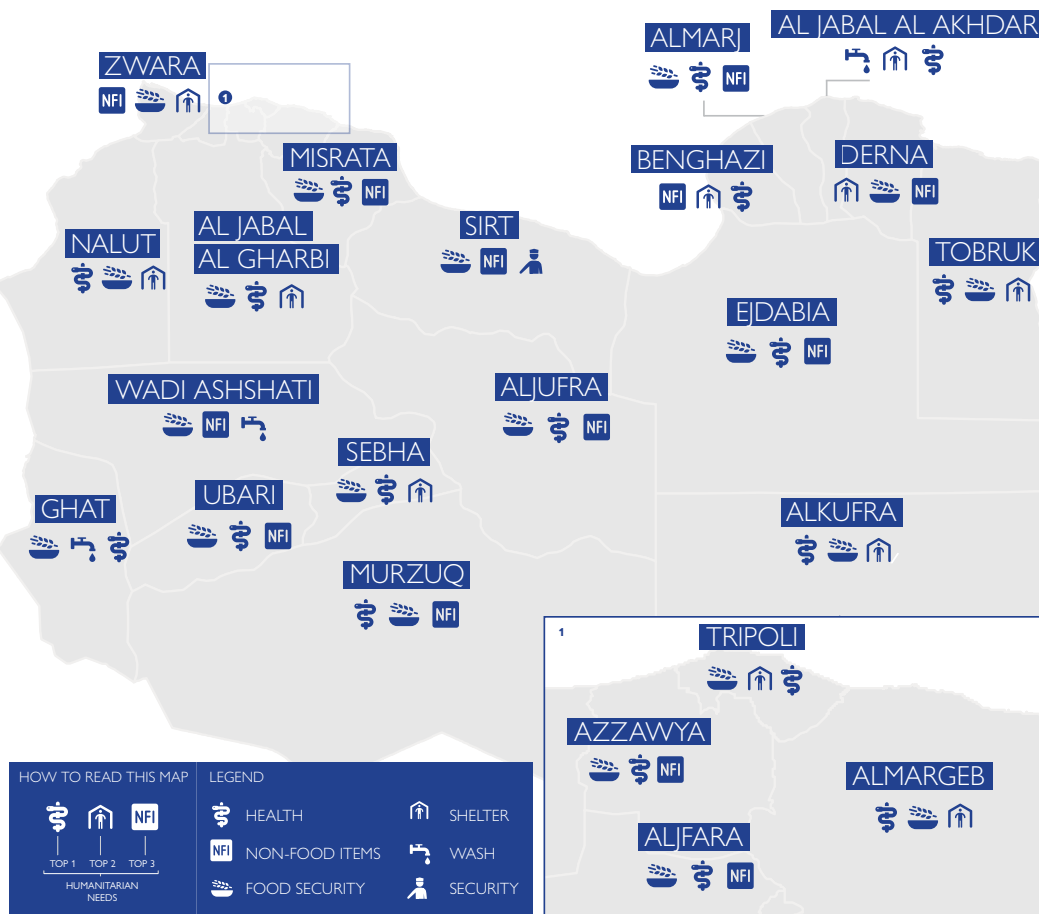 AL JABAL AL AKHDAR
ALMARJ
ZWARA
NFI
NFI
1
MISRATA
NFI
BENGHAZI
NFI
DERNA
NFI
AL JABAL
AL GHARBI
NALUT
SIRT
NFI
TOBRUK
EJDABIA
NFI
WADI ASHSHATI
NFI
ALJUFRA
NFI
SEBHA
GHAT
UBARI
NFI
ALKUFRA
MURZUQ
NFI
1
TRIPOLI
AZZAWYA
NFI
ALMARGEB
ALJFARA
NFI
HOW TO READ THIS MAP
NFI
TOP 1 TOP 2 TOP 3
HUMANITARIAN
NEEDS
LEGEND
HEALTH
SHELTER
NFI NON-FOOD ITEMS
WASH
FOOD SECURITY
SECURITY